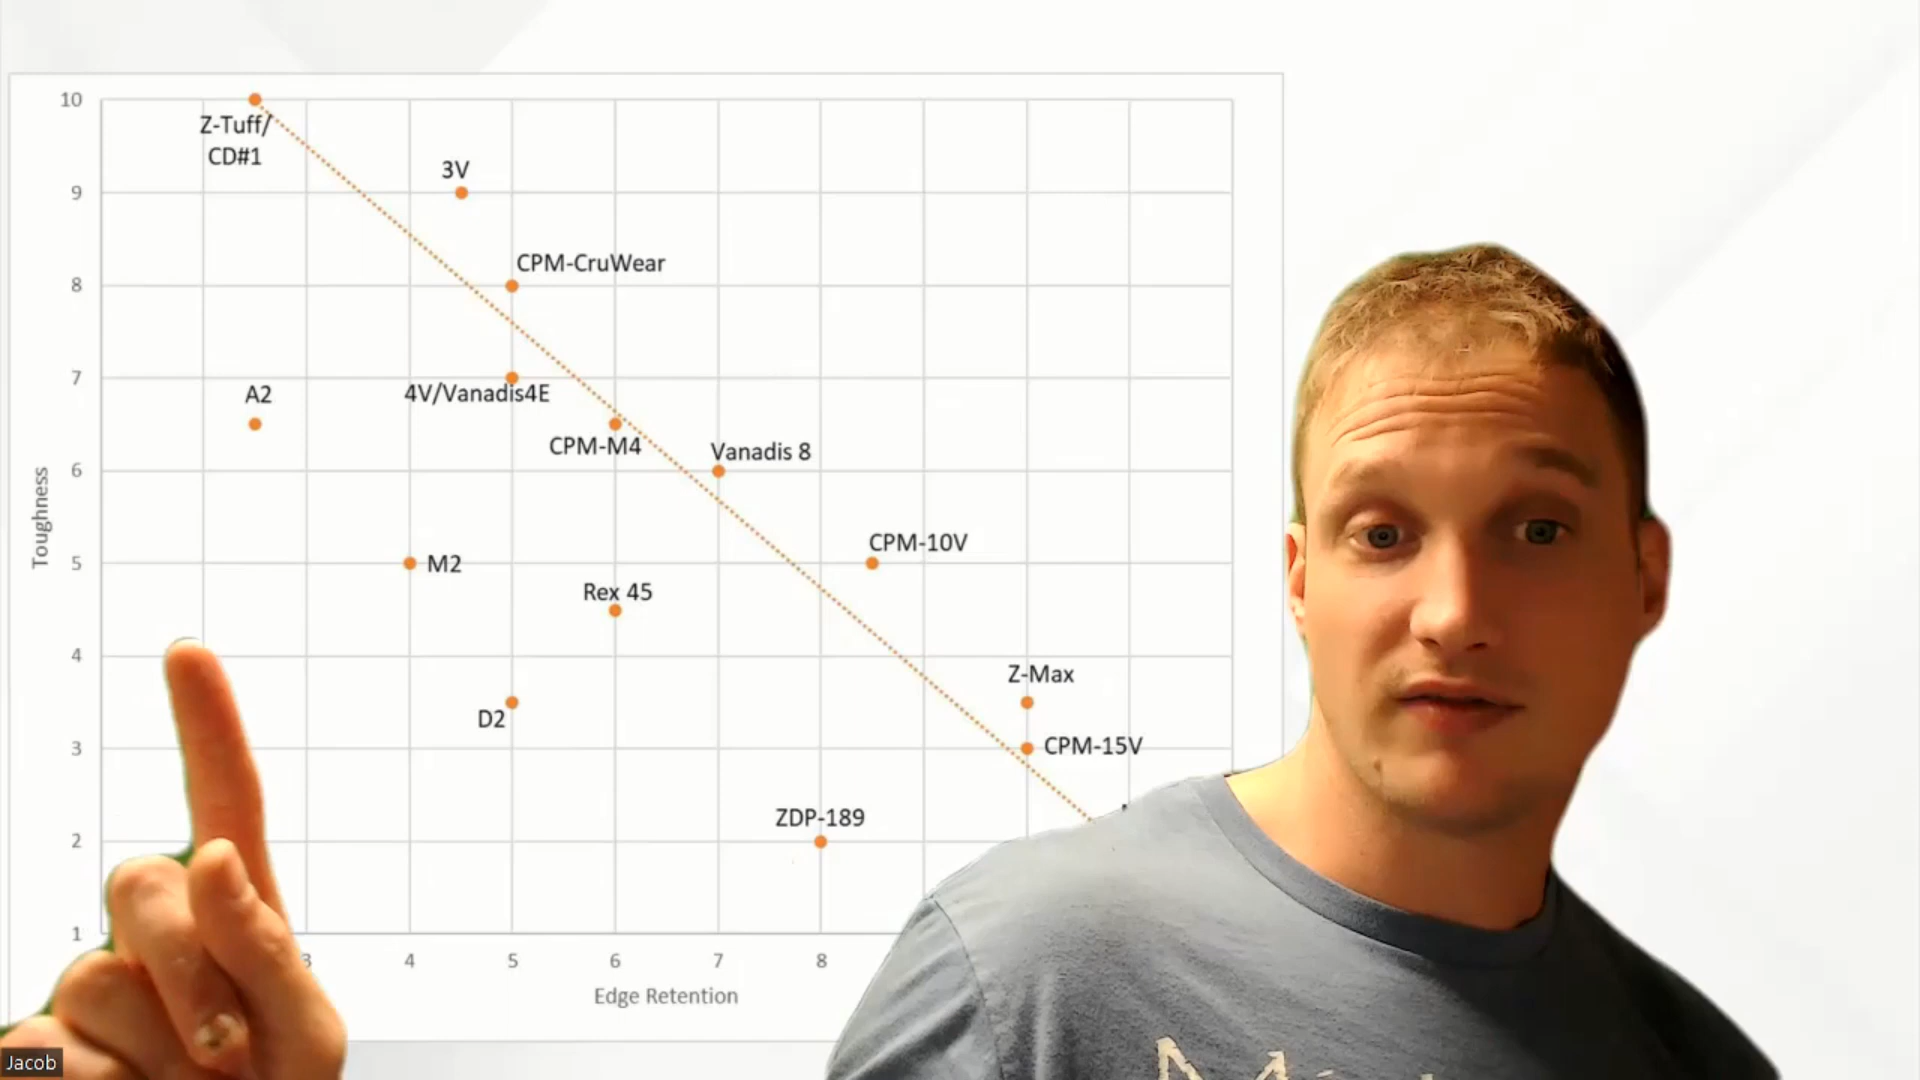 10
Z-Tuff/
CD#1
3V
9
CPM-CruWear
8
7
4V/Vanadis4E
A2
CPM-M4
Vanadis 8
6
Toughness
CPM-10V
5
M2
Rex 45
4
Z-Max
D2
3
CPM-15V
ZDP-189
2
1
3
4
5
6
7
8
Edge Retention
Jacob